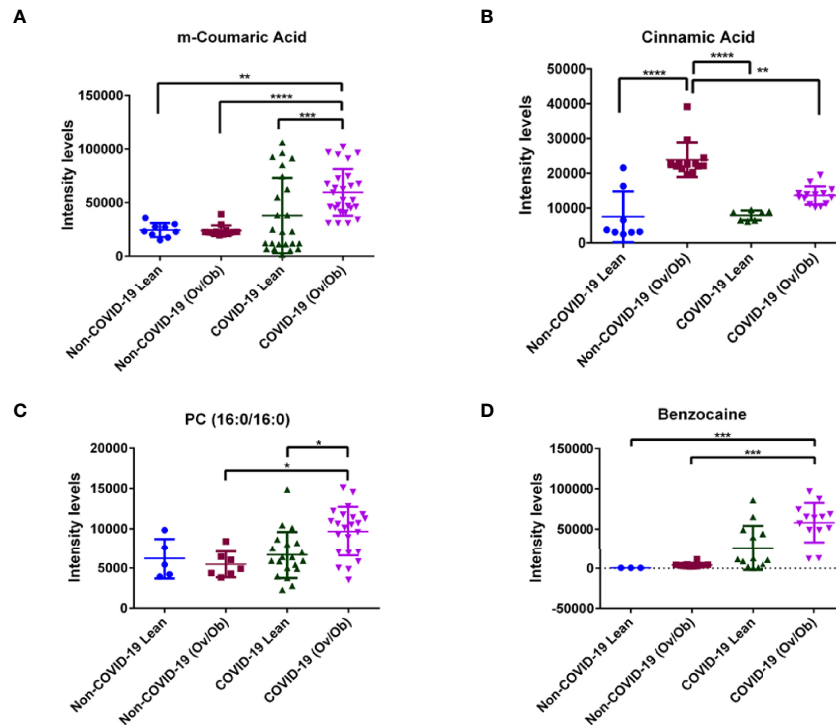 A
m-Coumaric Acid
**
****
***
Intensity levels
150000
100000
50000
0
Non-COVID-19 Lean
Non-COVID-19 (Ov/Ob)
COVID-19 Lean
COVID-19 (Ov/Ob)
B
Cinnamic Acid
****
****
**
Intensity levels
50000
40000
30000
20000
10000
0
Non-COVID-19 Lean
Non-COVID-19 (Ov/Ob)
COVID-19 Lean
COVID-19 (Ov/Ob)
C
PC (16:0/16:0)
*
*
Intensity levels
20000
15000
10000
5000
0
Non-COVID-19 Lean
Non-COVID-19 (Ov/Ob)
COVID-19 Lean
COVID-19 (Ov/Ob)
D
Benzocaine
***
***
Intensity levels
150000
100000
50000
0
-50000
Non-COVID-19 Lean
Non-COVID-19 (Ov/Ob)
COVID-19 Lean
COVID-19 (Ov/Ob)